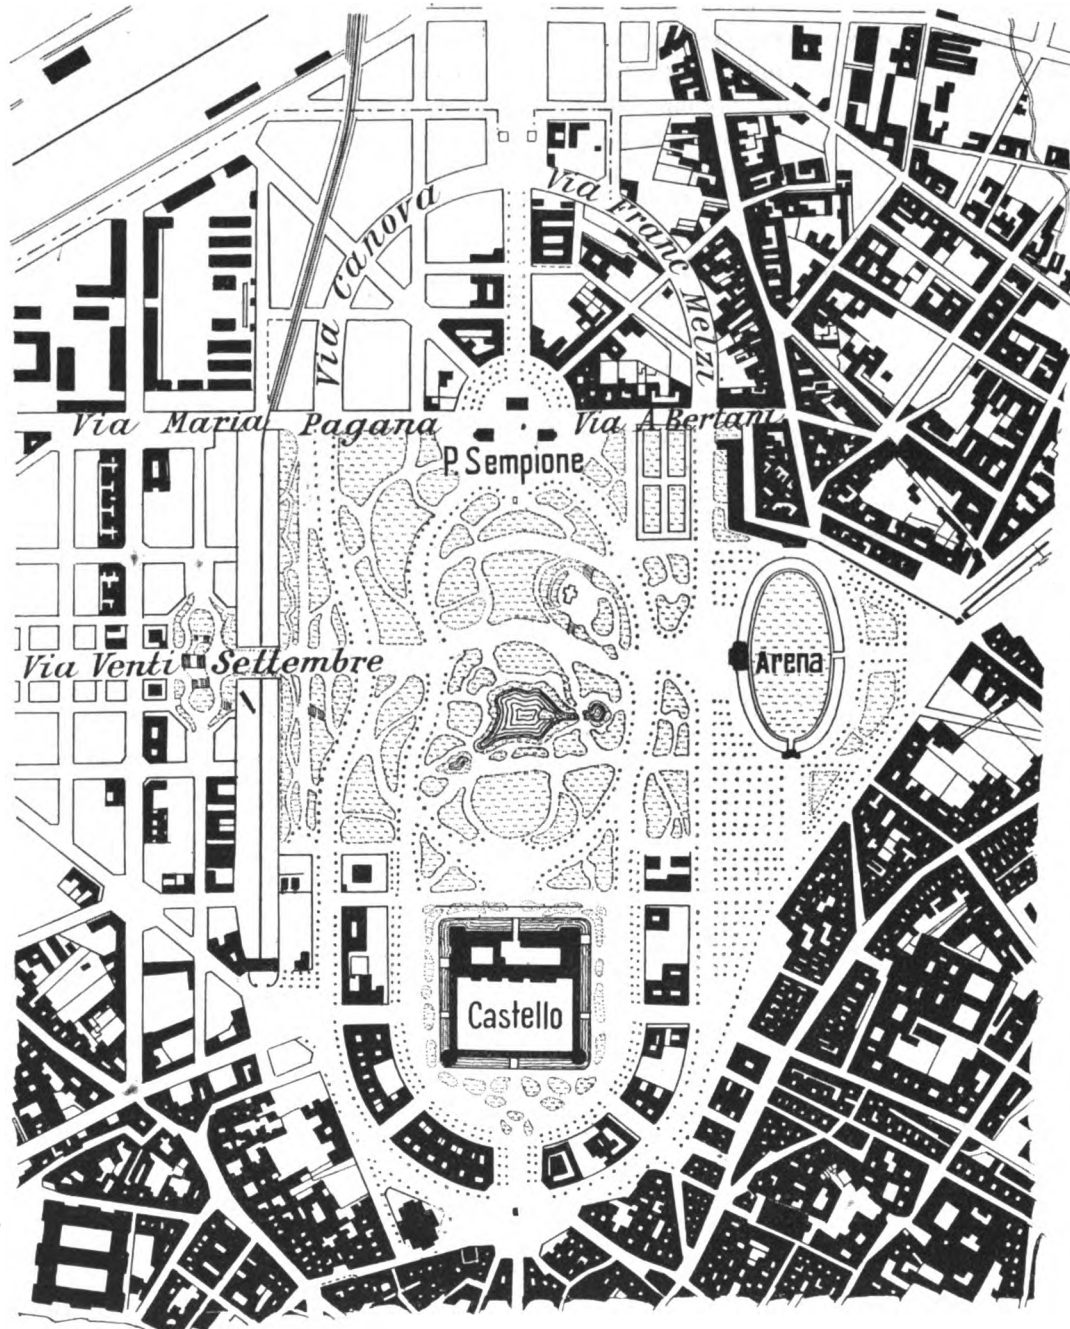 Via Canova
Via Franc Melzi
Via Maria Pagana
Via A Bertani
P. Sempione
Via Venti Settembre
Arena
Castello